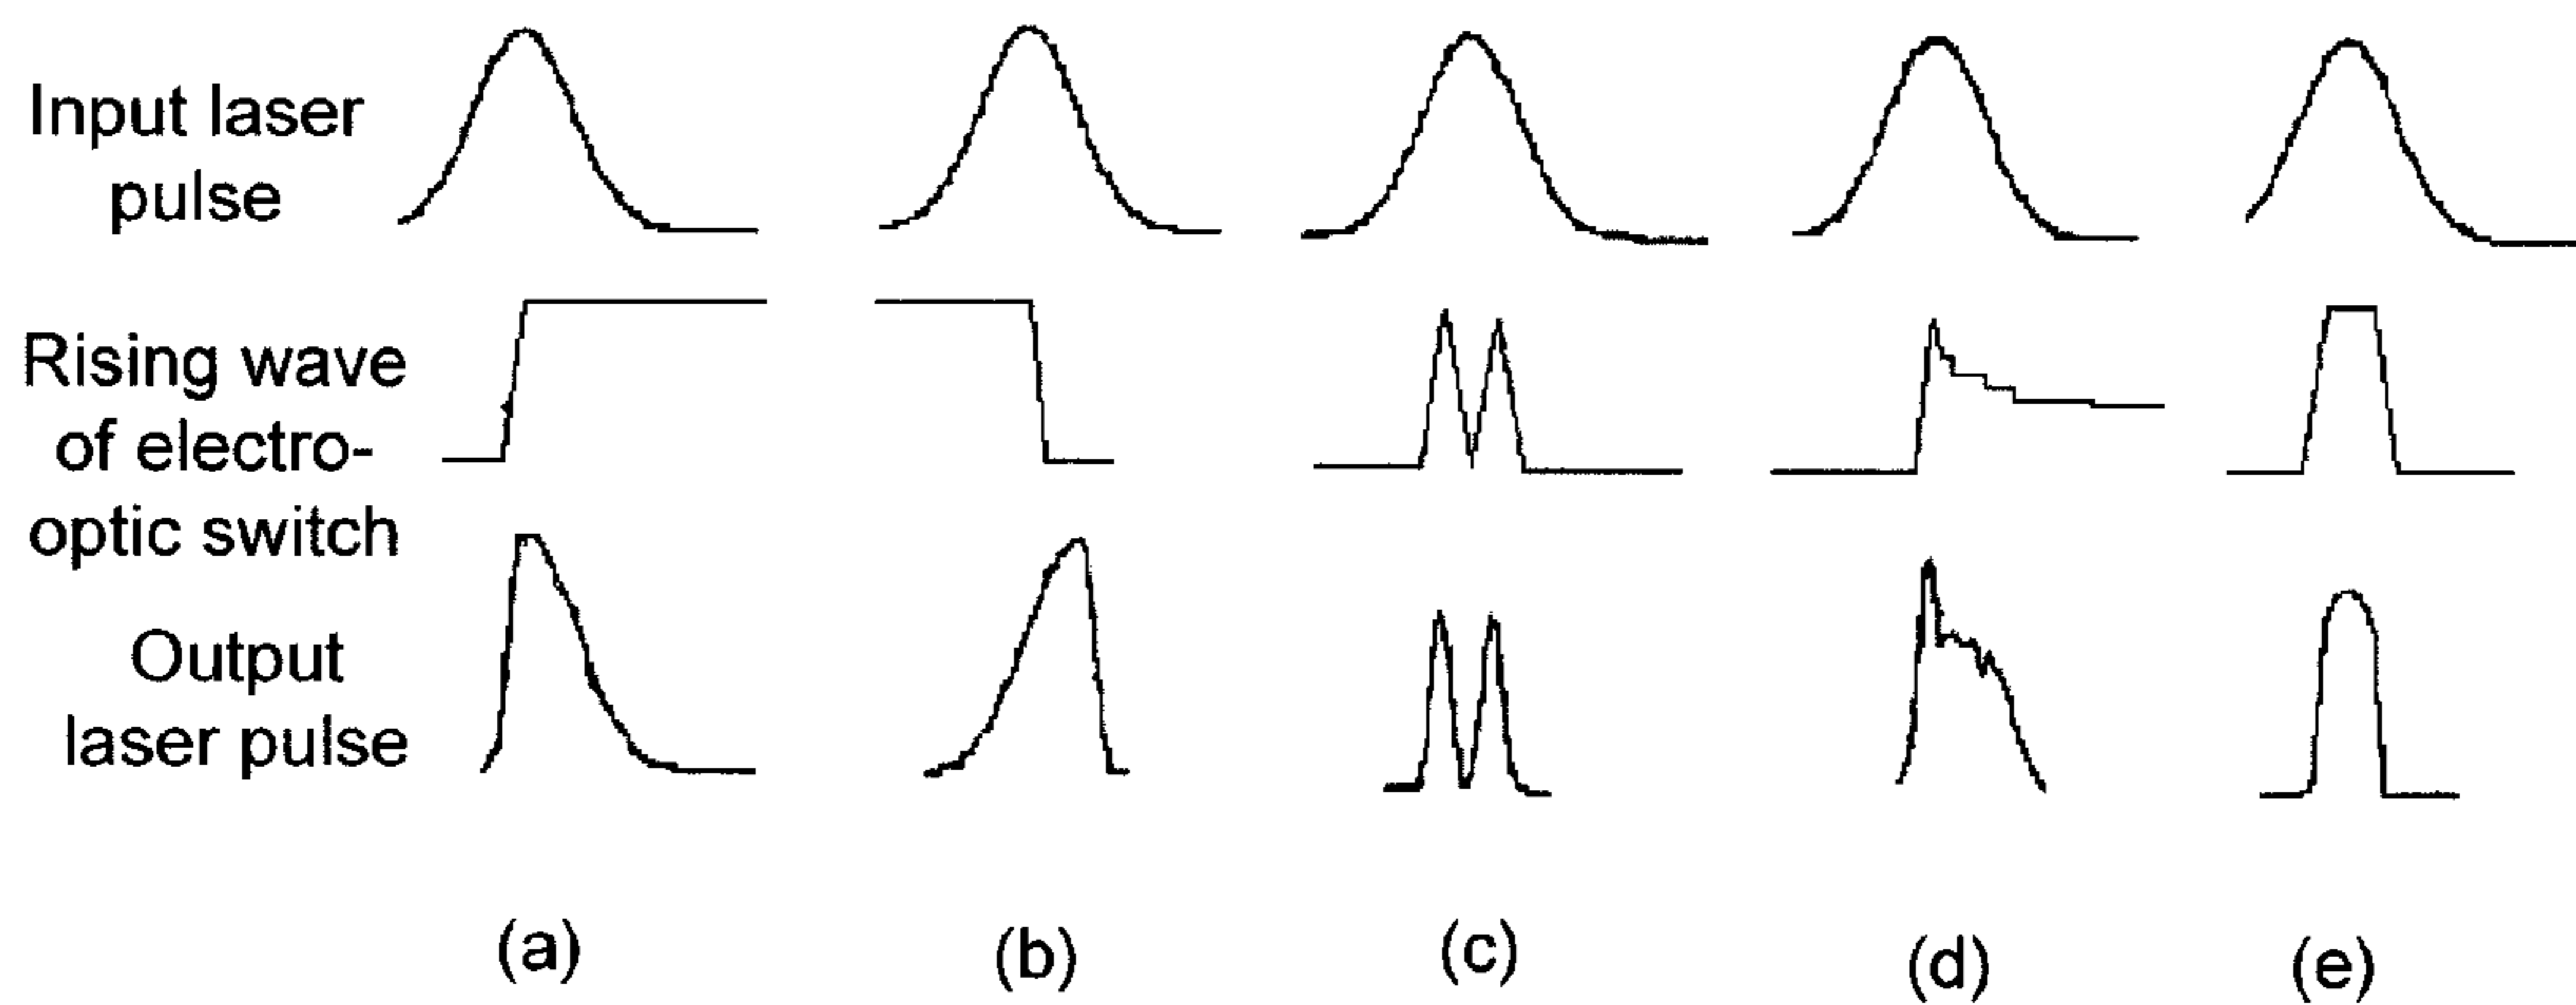 Input laser
pulse
Rising wave
of electro-
optic switch
Output
laser pulse
(a) (b) (c) (d) (e)